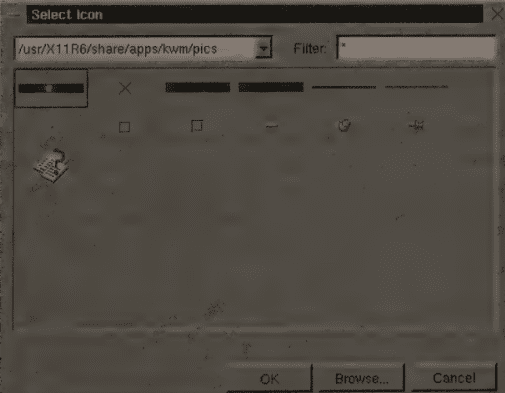 Select Icon
/usr/X11R6/share/apps/kwm/pics
Filter: *
OK
Browse...
Cancel